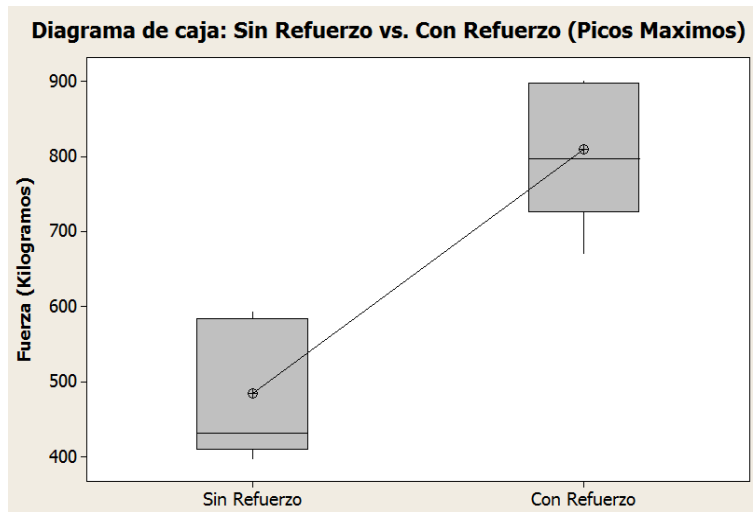 Diagrama de caja: Sin Refuerzo vs. Con Refuerzo (Picos Maximos)
Fuerza (Kilogramos)
900
800
700
600
500
400
Sin Refuerzo
Con Refuerzo